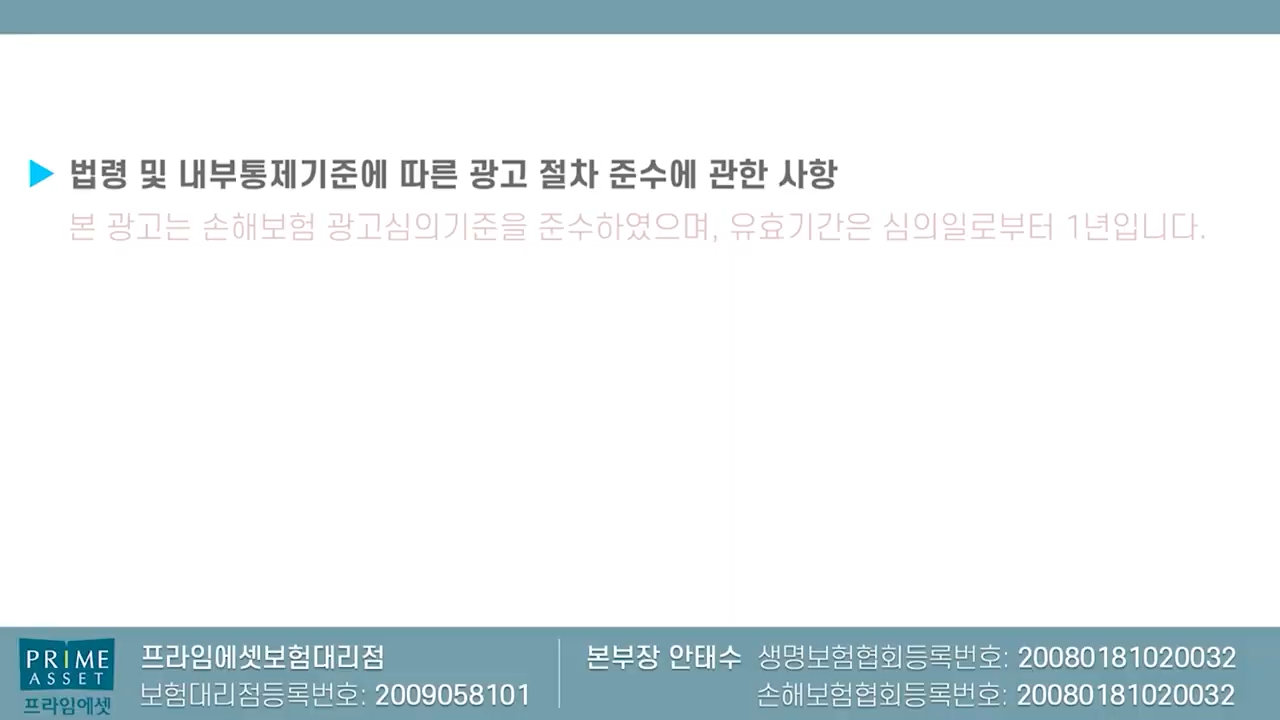 ▶ 법령 및 내부통제기준에 따른 광고 절차 준수에 관한 사항
본 광고는 손해보험 광고심의기준을 준수하였으며, 유효기간은 심의일로부터 1년입니다.
PRIME
ASSET
프라임에셋
프라임에셋보험대리점
보험대리점등록번호: 2009058101
본부장 안태수 생명보험협회등록번호: 20080181020032
손해보험협회등록번호: 20080181020032